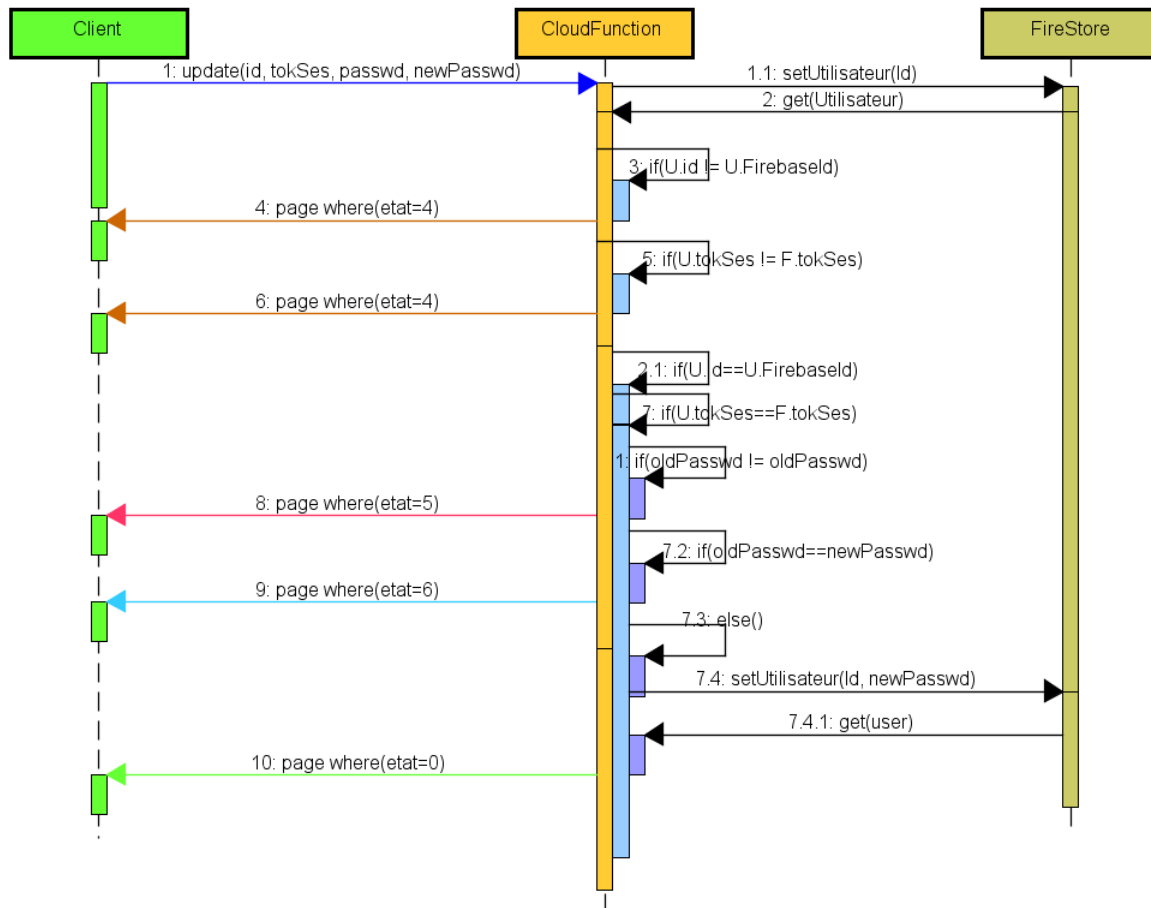 Client
CloudFunction
FireStore
1: update(id, tokSes, passwd, newPasswd)
1.1: setUtilisateur(Id)
2: get(Utilisateur)
3: if(U.id != U.FirebaseId)
4: page where(etat=4)
5: if(U.tokSes != F.tokSes)
6: page where(etat=4)
2.1: if(U.id==U.FirebaseId)
7: if(U.tokSes==F.tokSes)
1: if(oldPasswd != oldPasswd)
8: page where(etat=5)
7.2: if(oldPasswd==newPasswd)
9: page where(etat=6)
7.3: else()
7.4: setUtilisateur(Id, newPasswd)
7.4.1: get(user)
10: page where(etat=0)